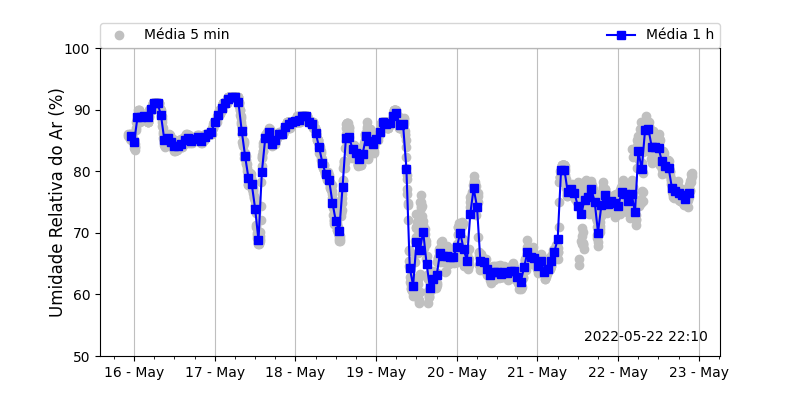 Média 5 min
Média 1 h
Umidade Relativa do Ar (%)
100
90
80
70
60
50
2022-05-22 22:10
16 - May
17 - May
18 - May
19 - May
20 - May
21 - May
22 - May
23 - May